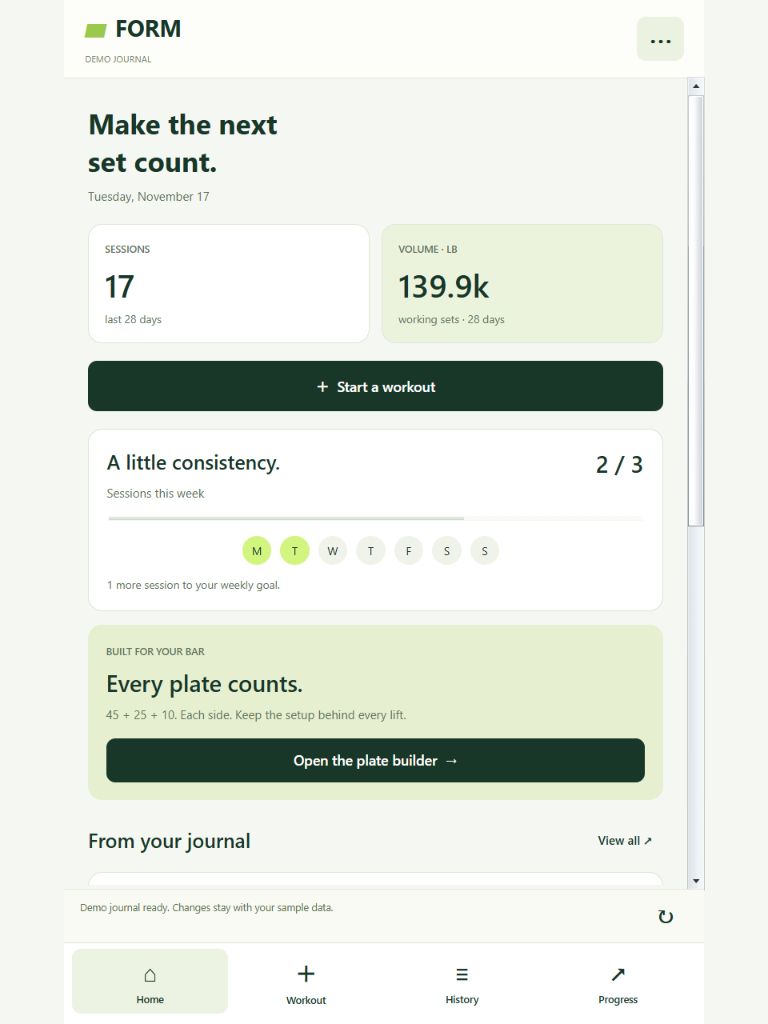 FORM
DEMO JOURNAL
...
Make the next
set count.
Tuesday, November 17
SESSIONS
17
last 28 days
VOLUME · LB
139.9k
working sets · 28 days
+ Start a workout
A little consistency.
2 / 3
Sessions this week
M T W T F S S
1 more session to your weekly goal.
BUILT FOR YOUR BAR
Every plate counts.
45 + 25 + 10. Each side. Keep the setup behind every lift.
Open the plate builder →
From your journal
View all ↗
Demo journal ready. Changes stay with your sample data.
Home
Workout
History
Progress